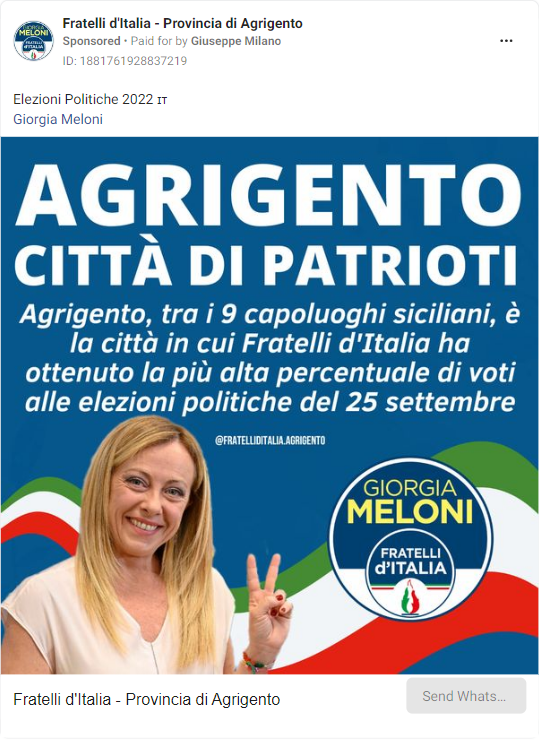 Fratelli d'Italia - Provincia di Agrigento
Sponsored • Paid for by Giuseppe Milano
ID: 1881761928837219
Elezioni Politiche 2022 IT
Giorgia Meloni
AGRIGENTO
CITTÀ DI PATRIOTI
Agrigento, tra i 9 capoluoghi siciliani, è
la città in cui Fratelli d'Italia ha
ottenuto la più alta percentuale di voti
alle elezioni politiche del 25 settembre
@FRATELLIDITALIA.AGRIGENTO
GIORGIA
MELONI
FRATELLI
d'ITALIA
Fratelli d'Italia - Provincia di Agrigento
Send Whats...